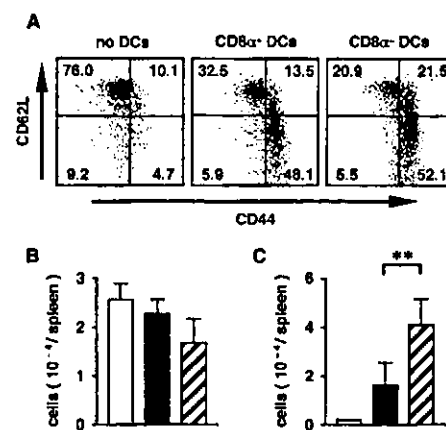 A
no DCs CD8α⁺ DCs CD8α⁻ DCs
76.0 10.1 32.5 13.5 20.9 21.5
CD62L
9.2 4.7 5.9 48.1 5.5 52.1
CD44
B C
cells ( 10⁻⁴/ spleen)
3
2
1
0
cells ( 10⁻⁴/ spleen)
6
4
2
0
**